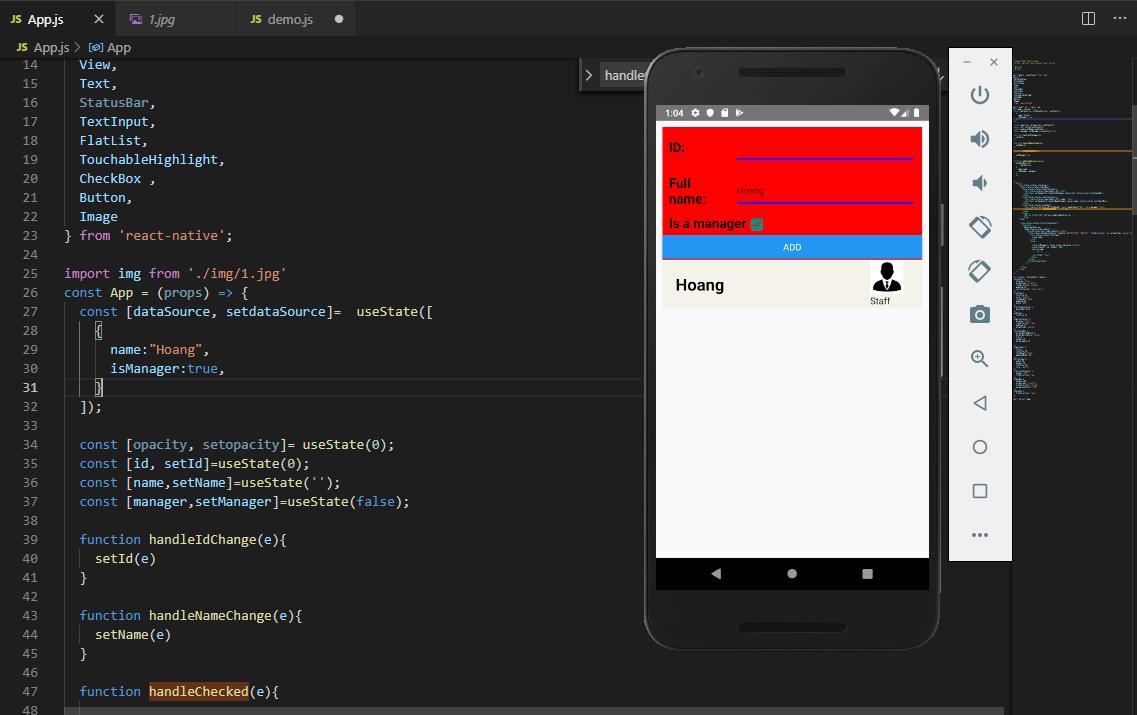 JS App.js × 1.jpg JS demo.js ●
JS App.js > App
14 View,
15 Text,
16 StatusBar,
17 TextInput,
18 FlatList,
19 TouchableHighlight,
20 CheckBox ,
21 Button,
22 Image
23 } from 'react-native';
24
25 import img from './img/1.jpg'
26 const App = (props) => {
27 const [dataSource, setdataSource]= useState([
28 {
29 name:"Hoang",
30 isManager:true,
31 }
32 ]);
33
34 const [opacity, setopacity]= useState(0);
35 const [id, setId]=useState(0);
36 const [name,setName]=useState('');
37 const [manager,setManager]=useState(false);
38
39 function handleIdChange(e){
40 setId(e)
41 }
42
43 function handleNameChange(e){
44 setName(e)
45 }
46
47 function handleChecked(e){
48
handle
1:04
ID:
Full
name:
Hoang
Is a manager
ADD
Hoang
Staff